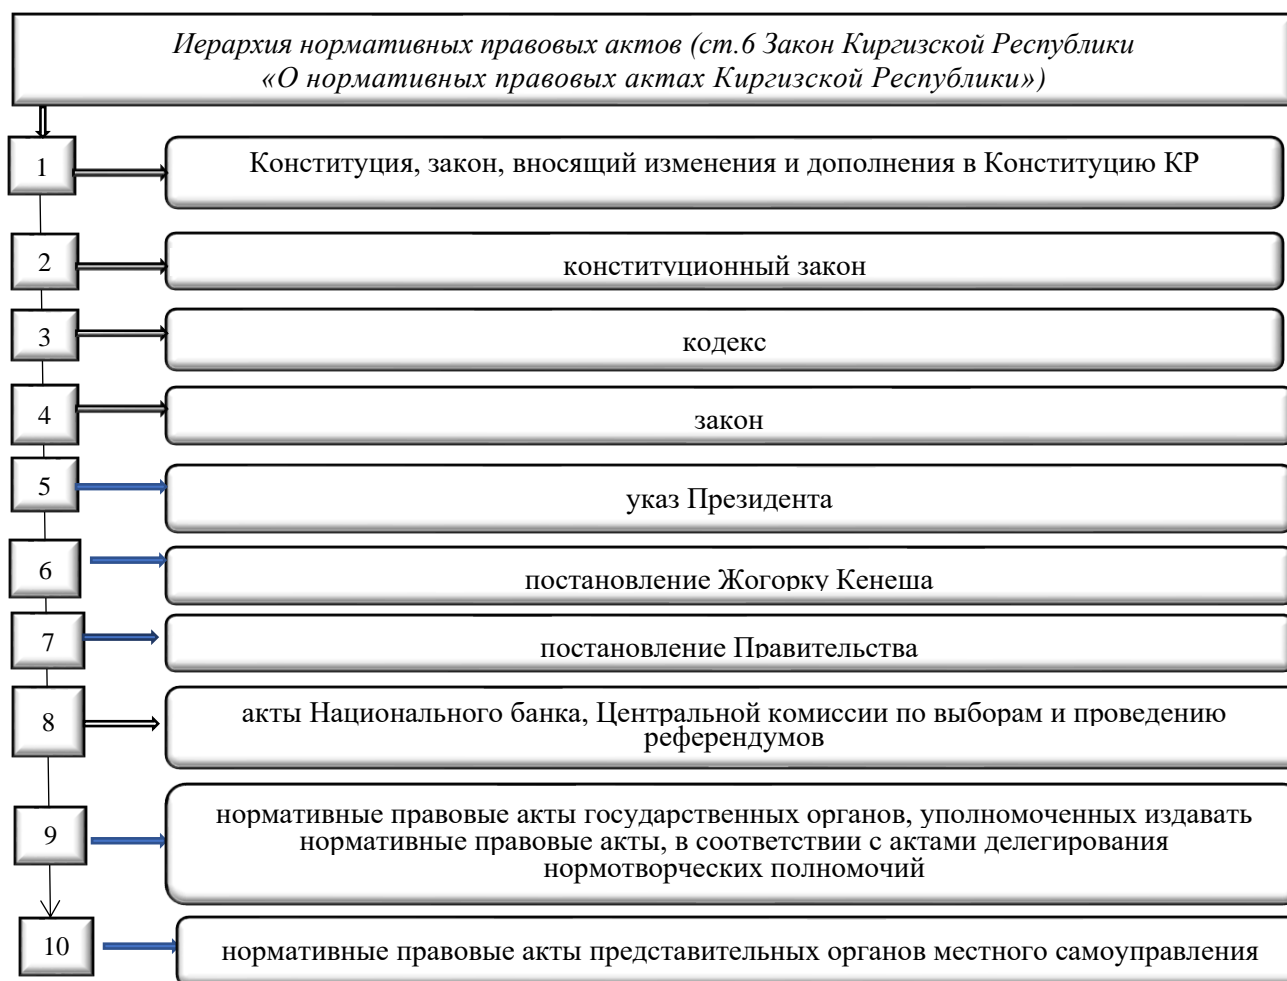 Иерархия нормативных правовых актов (ст.6 Закон Киргизской Республики
«О нормативных правовых актах Киргизской Республики»)
1
Конституция, закон, вносящий изменения и дополнения в Конституцию КР
2
конституционный закон
3
кодекс
4
закон
5
указ Президента
6
постановление Жогорку Кенеша
7
постановление Правительства
8
акты Национального банка, Центральной комиссии по выборам и проведению
референдумов
9
нормативные правовые акты государственных органов, уполномоченных издавать
нормативные правовые акты, в соответствии с актами делегирования
нормотворческих полномочий
10
нормативные правовые акты представительных органов местного самоуправления